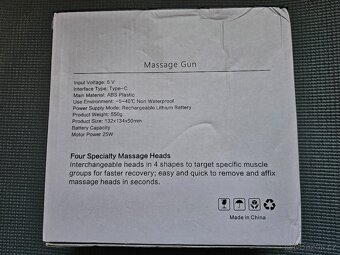 Massage Gun
Input Voltage: 5 V
Interface Type: Type-C
Main Material: ABS Plastic
Use Environment: -5~40℃ Non Waterproof
Power Supply Mode: Rechargeable Lithium Battery
Product Weight: 550g
Product Size: 132x134x50mm
Battery Capacity
Motor Power 25W
Four Specialty Massage Heads
Interchangeable heads in 4 shapes to target specific muscle
groups for faster recovery; easy and quick to remove and affix
massage heads in seconds.
Made in China